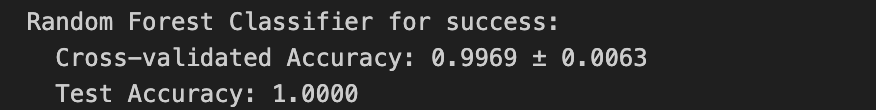 Random Forest Classifier for success:
Cross-validated Accuracy: 0.9969 ± 0.0063
Test Accuracy: 1.0000